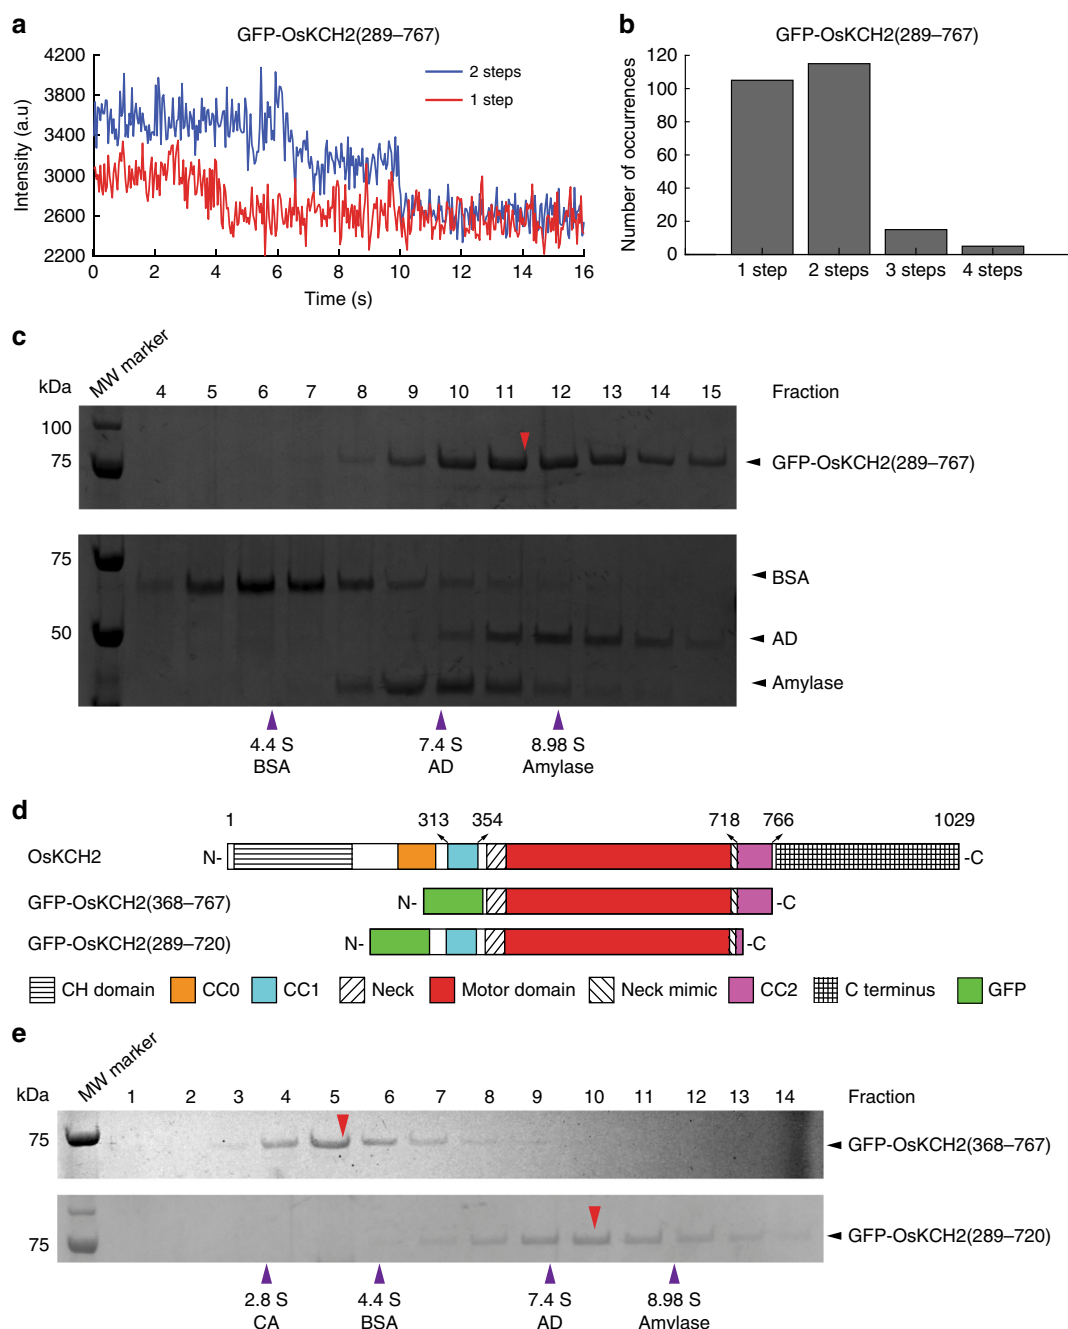 a
GFP-OsKCH2(289–767)
4200
3800
3400
3000
2600
2200
Intensity (a.u)
2 steps
1 step
0 2 4 6 8 10 12 14 16
Time (s)
b
GFP-OsKCH2(289–767)
120
100
80
60
40
20
0
Number of occurrences
1 step 2 steps 3 steps 4 steps
c
kDa MW marker 4 5 6 7 8 9 10 11 12 13 14 15 Fraction
100
75 GFP-OsKCH2(289–767)
75 BSA
50 AD
Amylase
4.4 S 7.4 S 8.98 S
BSA AD Amylase
d
1 313 354 718 766 1029
OsKCH2 N- -C
GFP-OsKCH2(368–767) N- -C
GFP-OsKCH2(289–720) N- -C
CH domain CC0 CC1 Neck Motor domain Neck mimic CC2 C terminus GFP
e
kDa MW marker 1 2 3 4 5 6 7 8 9 10 11 12 13 14 Fraction
75 GFP-OsKCH2(368–767)
75 GFP-OsKCH2(289–720)
2.8 S 4.4 S 7.4 S 8.98 S
CA BSA AD Amylase